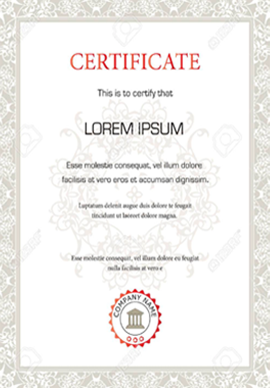 CERTIFICATE
This is to certify that
LOREM IPSUM
Esse molestie consequat, vel illum dolore
facilisis at vero eros et accumsan dignissim.
Luptatum delenit augue duis dolore te feugait
tincidunt ut laoreet dolore magna.
Esse molestie consequat, vel illum dolore eu feugiat
nulla facilisis at vero e
COMPANY NAME